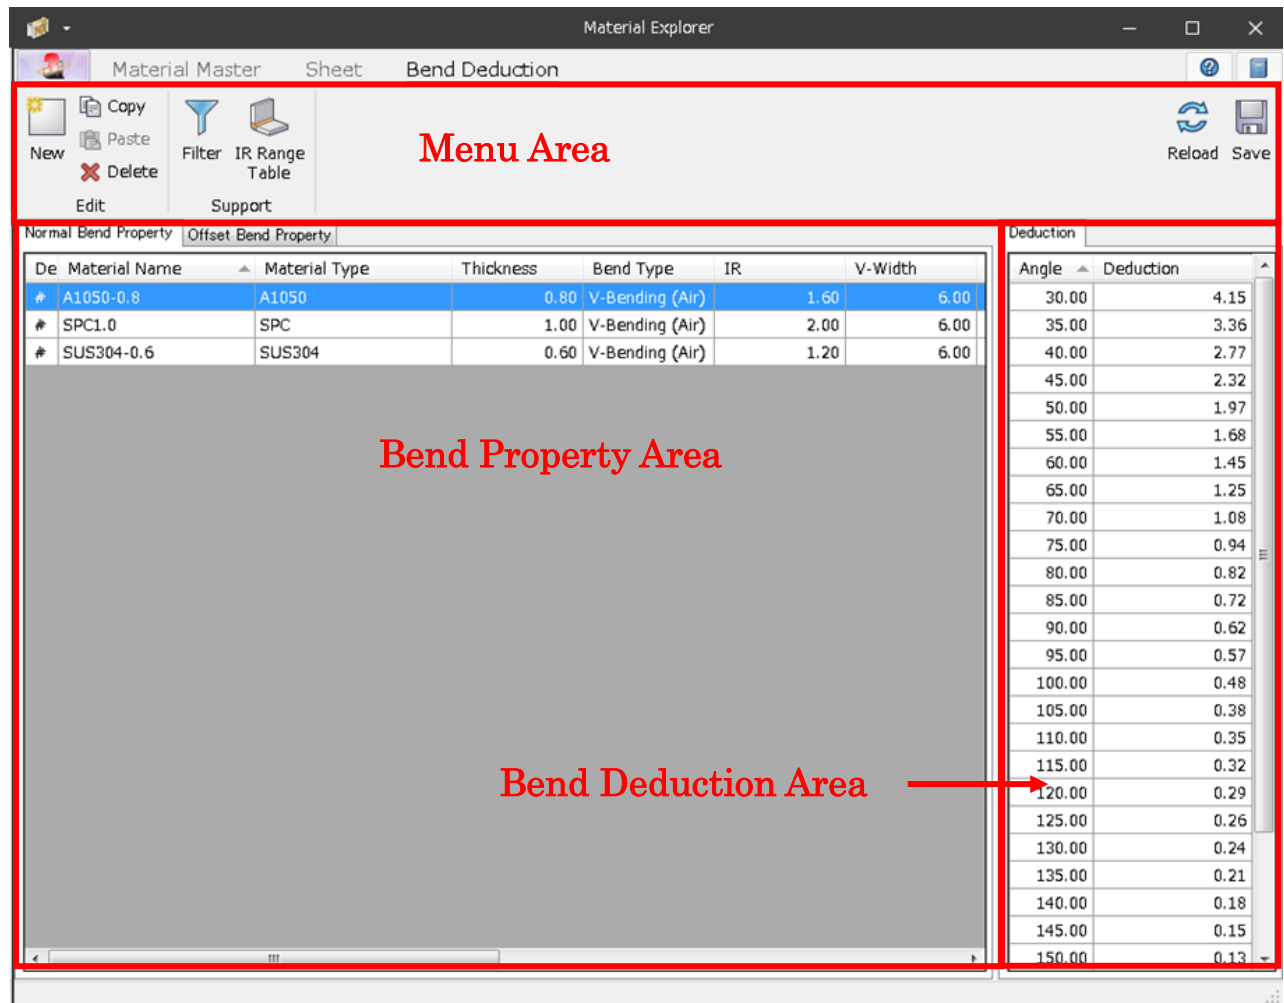 Material Explorer
Material Master Sheet Bend Deduction
New
Copy
Paste
Delete
Edit
Filter
IR Range
Table
Support
Menu Area
Reload Save
Normal Bend Property Offset Bend Property
De Material Name Material Type Thickness Bend Type IR V-Width
A1050-0.8 A1050 0.80 V-Bending (Air) 1.60 6.00
SPC1.0 SPC 1.00 V-Bending (Air) 2.00 6.00
SUS304-0.6 SUS304 0.60 V-Bending (Air) 1.20 6.00
Bend Property Area
Bend Deduction Area
Deduction
Angle Deduction
30.00 4.15
35.00 3.36
40.00 2.77
45.00 2.32
50.00 1.97
55.00 1.68
60.00 1.45
65.00 1.25
70.00 1.08
75.00 0.94
80.00 0.82
85.00 0.72
90.00 0.62
95.00 0.57
100.00 0.48
105.00 0.38
110.00 0.35
115.00 0.32
120.00 0.29
125.00 0.26
130.00 0.24
135.00 0.21
140.00 0.18
145.00 0.15
150.00 0.13